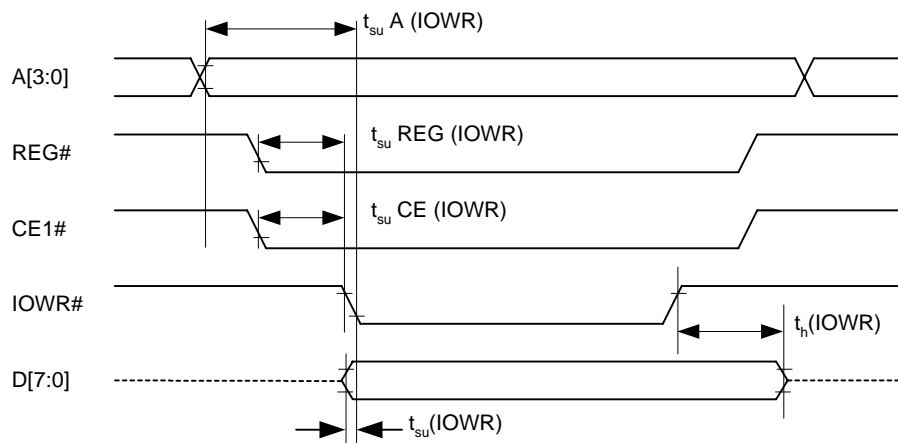 t_su A (IOWR)
A[3:0]
t_su REG (IOWR)
REG#
t_su CE (IOWR)
CE1#
IOWR#
t_h(IOWR)
D[7:0]
t_su(IOWR)